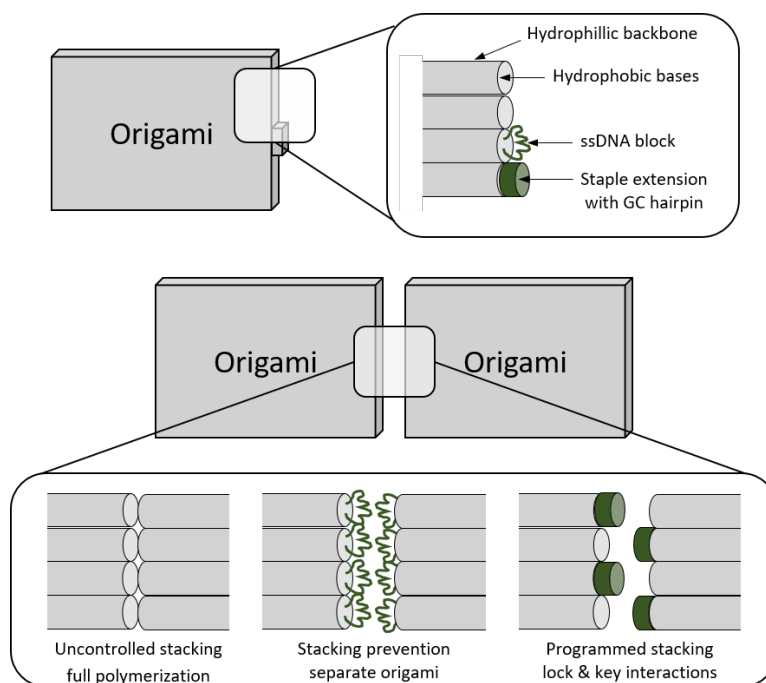 Origami
Hydrophillic backbone
Hydrophobic bases
ssDNA block
Staple extension
with GC hairpin
Origami
Origami
Uncontrolled stacking
full polymerization
Stacking prevention
separate origami
Programmed stacking
lock & key interactions